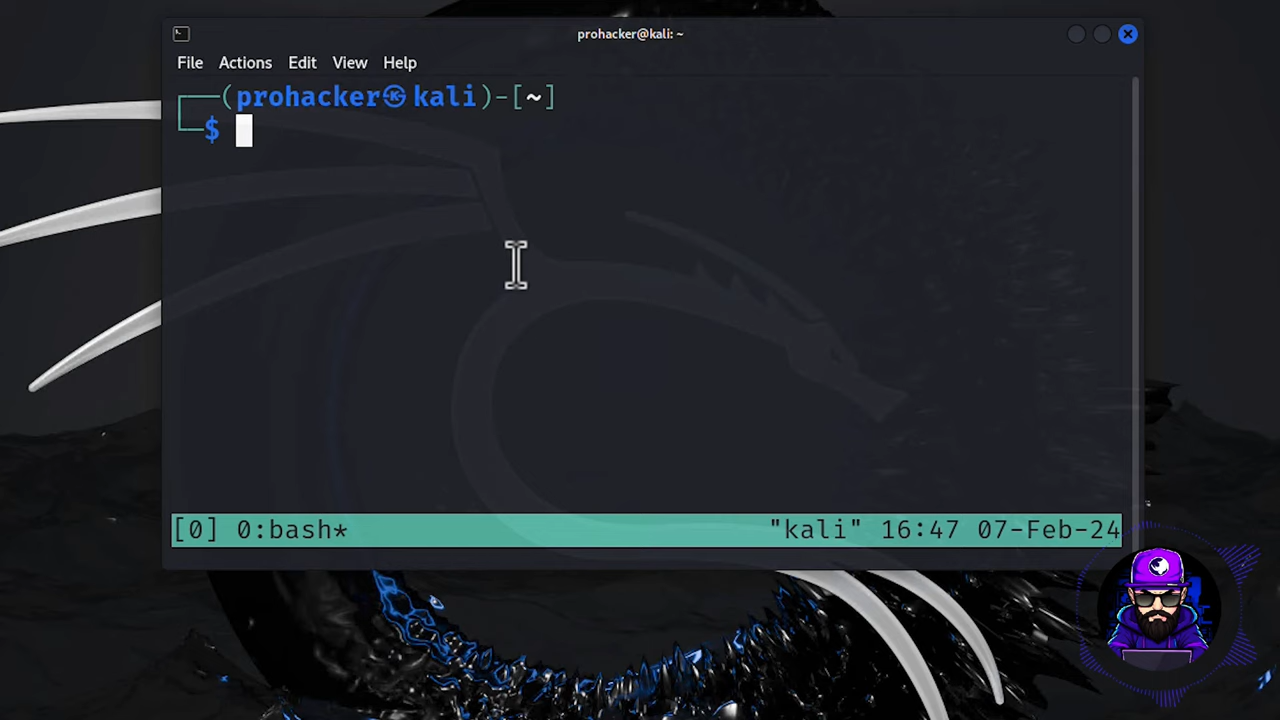 prohacker@kali: ~
File Actions Edit View Help
┌──(prohacker㉿kali)-[~]
└─$
[0] 0:bash* "kali" 16:47 07-Feb-24